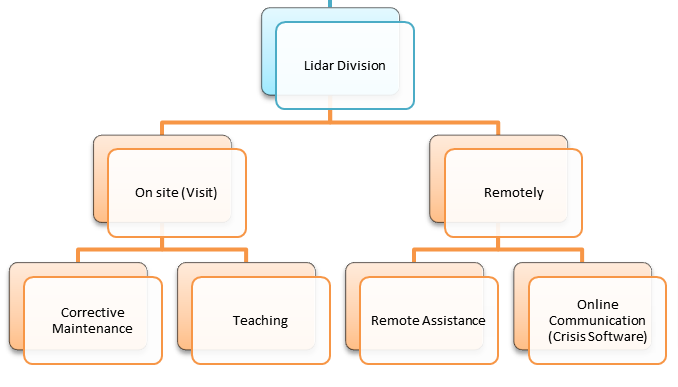 Lidar Division
On site (Visit)
Remotely
Corrective
Maintenance
Teaching
Remote Assistance
Online
Communication
(Crisis Software)